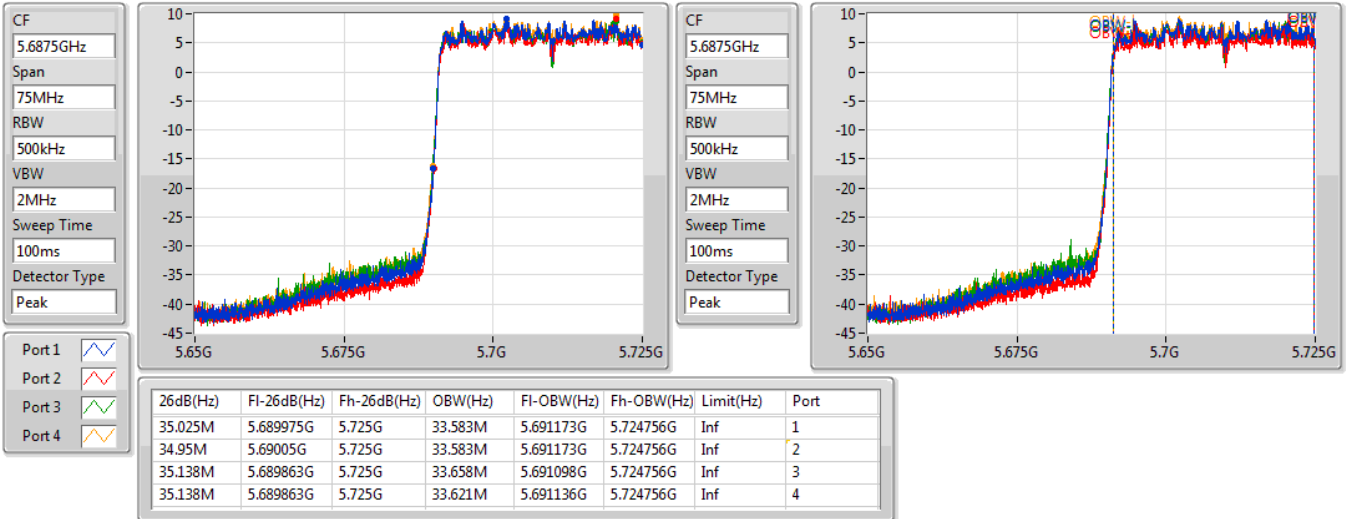 CF
5.6875GHz
Span
75MHz
RBW
500kHz
VBW
2MHz
Sweep Time
100ms
Detector Type
Peak
10
5
0
-5
-10
-15
-20
-25
-30
-35
-40
-45
5.65G 5.675G 5.7G 5.725G
CF
5.6875GHz
Span
75MHz
RBW
500kHz
VBW
2MHz
Sweep Time
100ms
Detector Type
Peak
10
5
0
-5
-10
-15
-20
-25
-30
-35
-40
-45
OBW-
OBW
5.65G 5.675G 5.7G 5.725G
Port 1
Port 2
Port 3
Port 4
26dB(Hz) Fl-26dB(Hz) Fh-26dB(Hz) OBW(Hz) Fl-OBW(Hz) Fh-OBW(Hz) Limit(Hz) Port
35.025M 5.689975G 5.725G 33.583M 5.691173G 5.724756G Inf 1
34.95M 5.69005G 5.725G 33.583M 5.691173G 5.724756G Inf 2
35.138M 5.689863G 5.725G 33.658M 5.691098G 5.724756G Inf 3
35.138M 5.689863G 5.725G 33.621M 5.691136G 5.724756G Inf 4